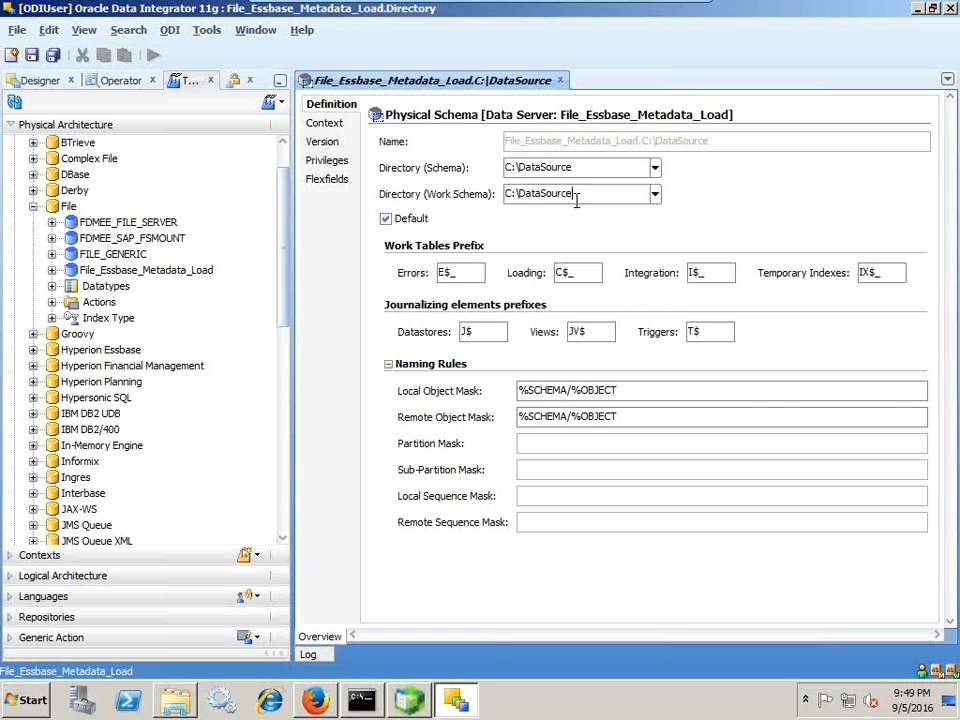 [ODIUser] Oracle Data Integrator 11g : File_Essbase_Metadata_Load.Directory
File Edit View Search ODI Tools Window Help
Designer × Operator × T... × ×
File_Essbase_Metadata_Load.C:\DataSource ×
Physical Architecture
BTrieve
Complex File
DBase
Derby
File
FDMEE_FILE_SERVER
FDMEE_SAP_FSMOUNT
FILE_GENERIC
File_Essbase_Metadata_Load
Datatypes
Actions
Index Type
Groovy
Hyperion Essbase
Hyperion Financial Management
Hyperion Planning
Hypersonic SQL
IBM DB2 UDB
IBM DB2/400
In-Memory Engine
Informix
Ingres
Interbase
JAX-WS
JMS Queue
JMS Queue XML
Contexts
Logical Architecture
Languages
Repositories
Generic Action
Definition
Context
Version
Privileges
Flexfields
Physical Schema [Data Server: File_Essbase_Metadata_Load]
Name: File_Essbase_Metadata_Load.C:\DataSource
Directory (Schema): C:\DataSource
Directory (Work Schema): C:\DataSource
Default
Work Tables Prefix
Errors: E$_ Loading: C$_ Integration: I$_ Temporary Indexes: IX$_
Journalizing elements prefixes
Datastores: J$ Views: JV$ Triggers: T$
Naming Rules
Local Object Mask: %SCHEMA/%OBJECT
Remote Object Mask: %SCHEMA/%OBJECT
Partition Mask:
Sub-Partition Mask:
Local Sequence Mask:
Remote Sequence Mask:
Overview
Log
File_Essbase_Metadata_Load
Start
9:49 PM
9/5/2016